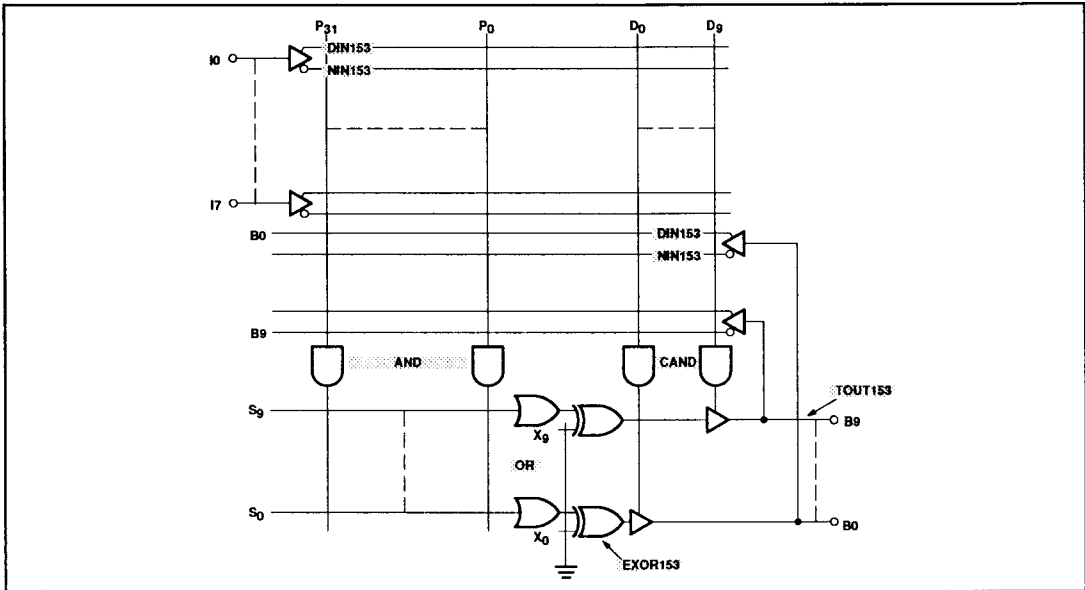 P31 P0 D0 D9
DIN153
I0
NIN153
I7
B0 DIN153
NIN153
B9
AND CAND
TOUT153
S9 B9
X9
OR
S0 B0
X0
EXOR153